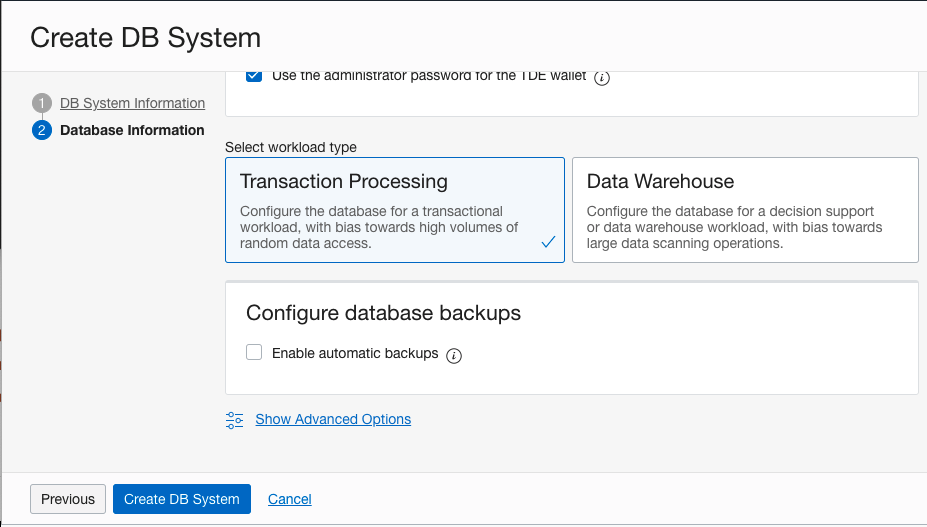 Create DB System
Use the administrator password for the TDE wallet
1 DB System Information
2 Database Information
Select workload type
Transaction Processing
Configure the database for a transactional
workload, with bias towards high volumes of
random data access.
Data Warehouse
Configure the database for a decision support
or data warehouse workload, with bias towards
large data scanning operations.
Configure database backups
Enable automatic backups
Show Advanced Options
Previous
Create DB System
Cancel